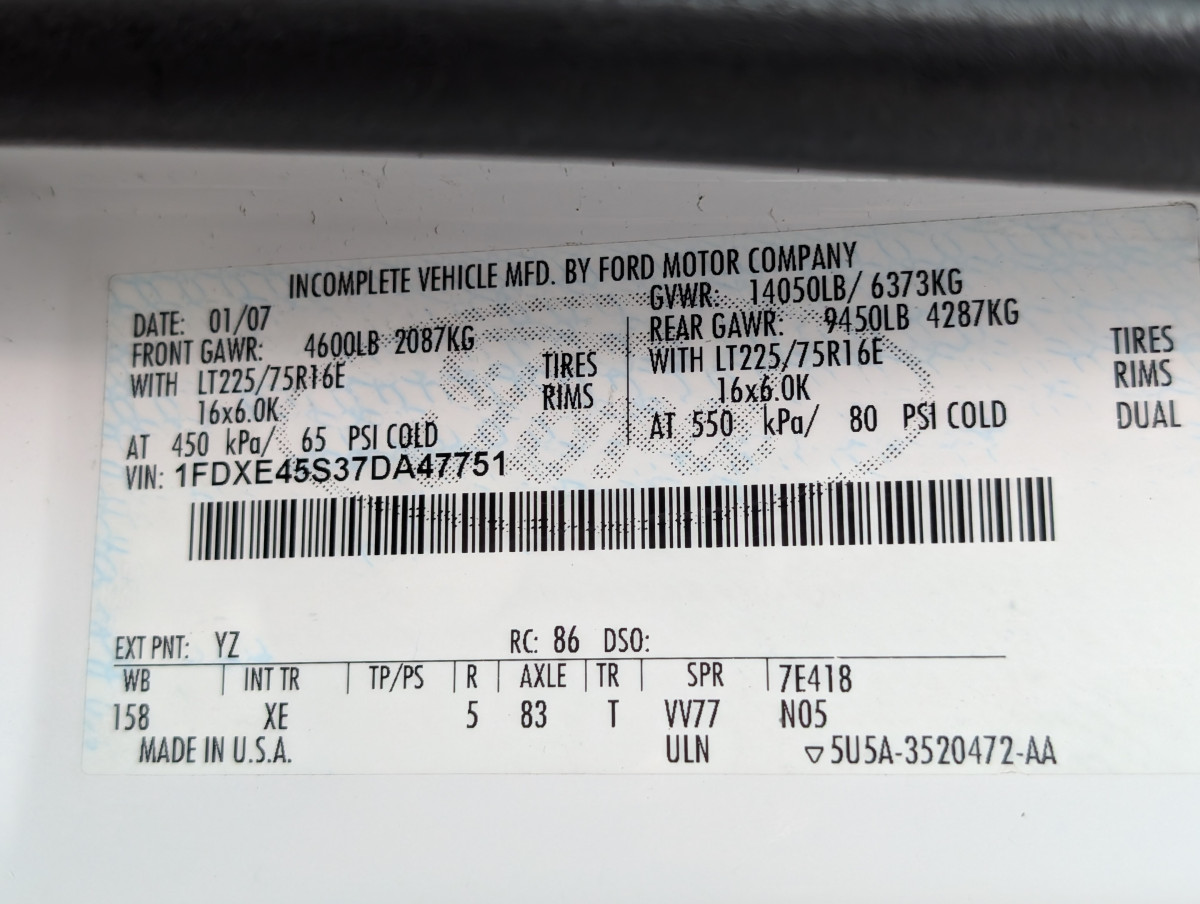 INCOMPLETE VEHICLE MFD. BY FORD MOTOR COMPANY
DATE: 01/07 GVWR: 14050LB/ 6373KG
FRONT GAWR: 4600LB 2087KG REAR GAWR: 9450LB 4287KG
WITH LT225/75R16E TIRES WITH LT225/75R16E TIRES
16x6.0K RIMS 16x6.0K RIMS
AT 450 kPa/ 65 PSI COLD AT 550 kPa/ 80 PSI COLD DUAL
VIN: 1FDXE45S37DA47751
EXT PNT: YZ RC: 86 DSO:
WB INT TR TP/PS R AXLE TR SPR 7E418
158 XE 5 83 T VV77 N05
MADE IN U.S.A. ULN ▽5U5A-3520472-AA